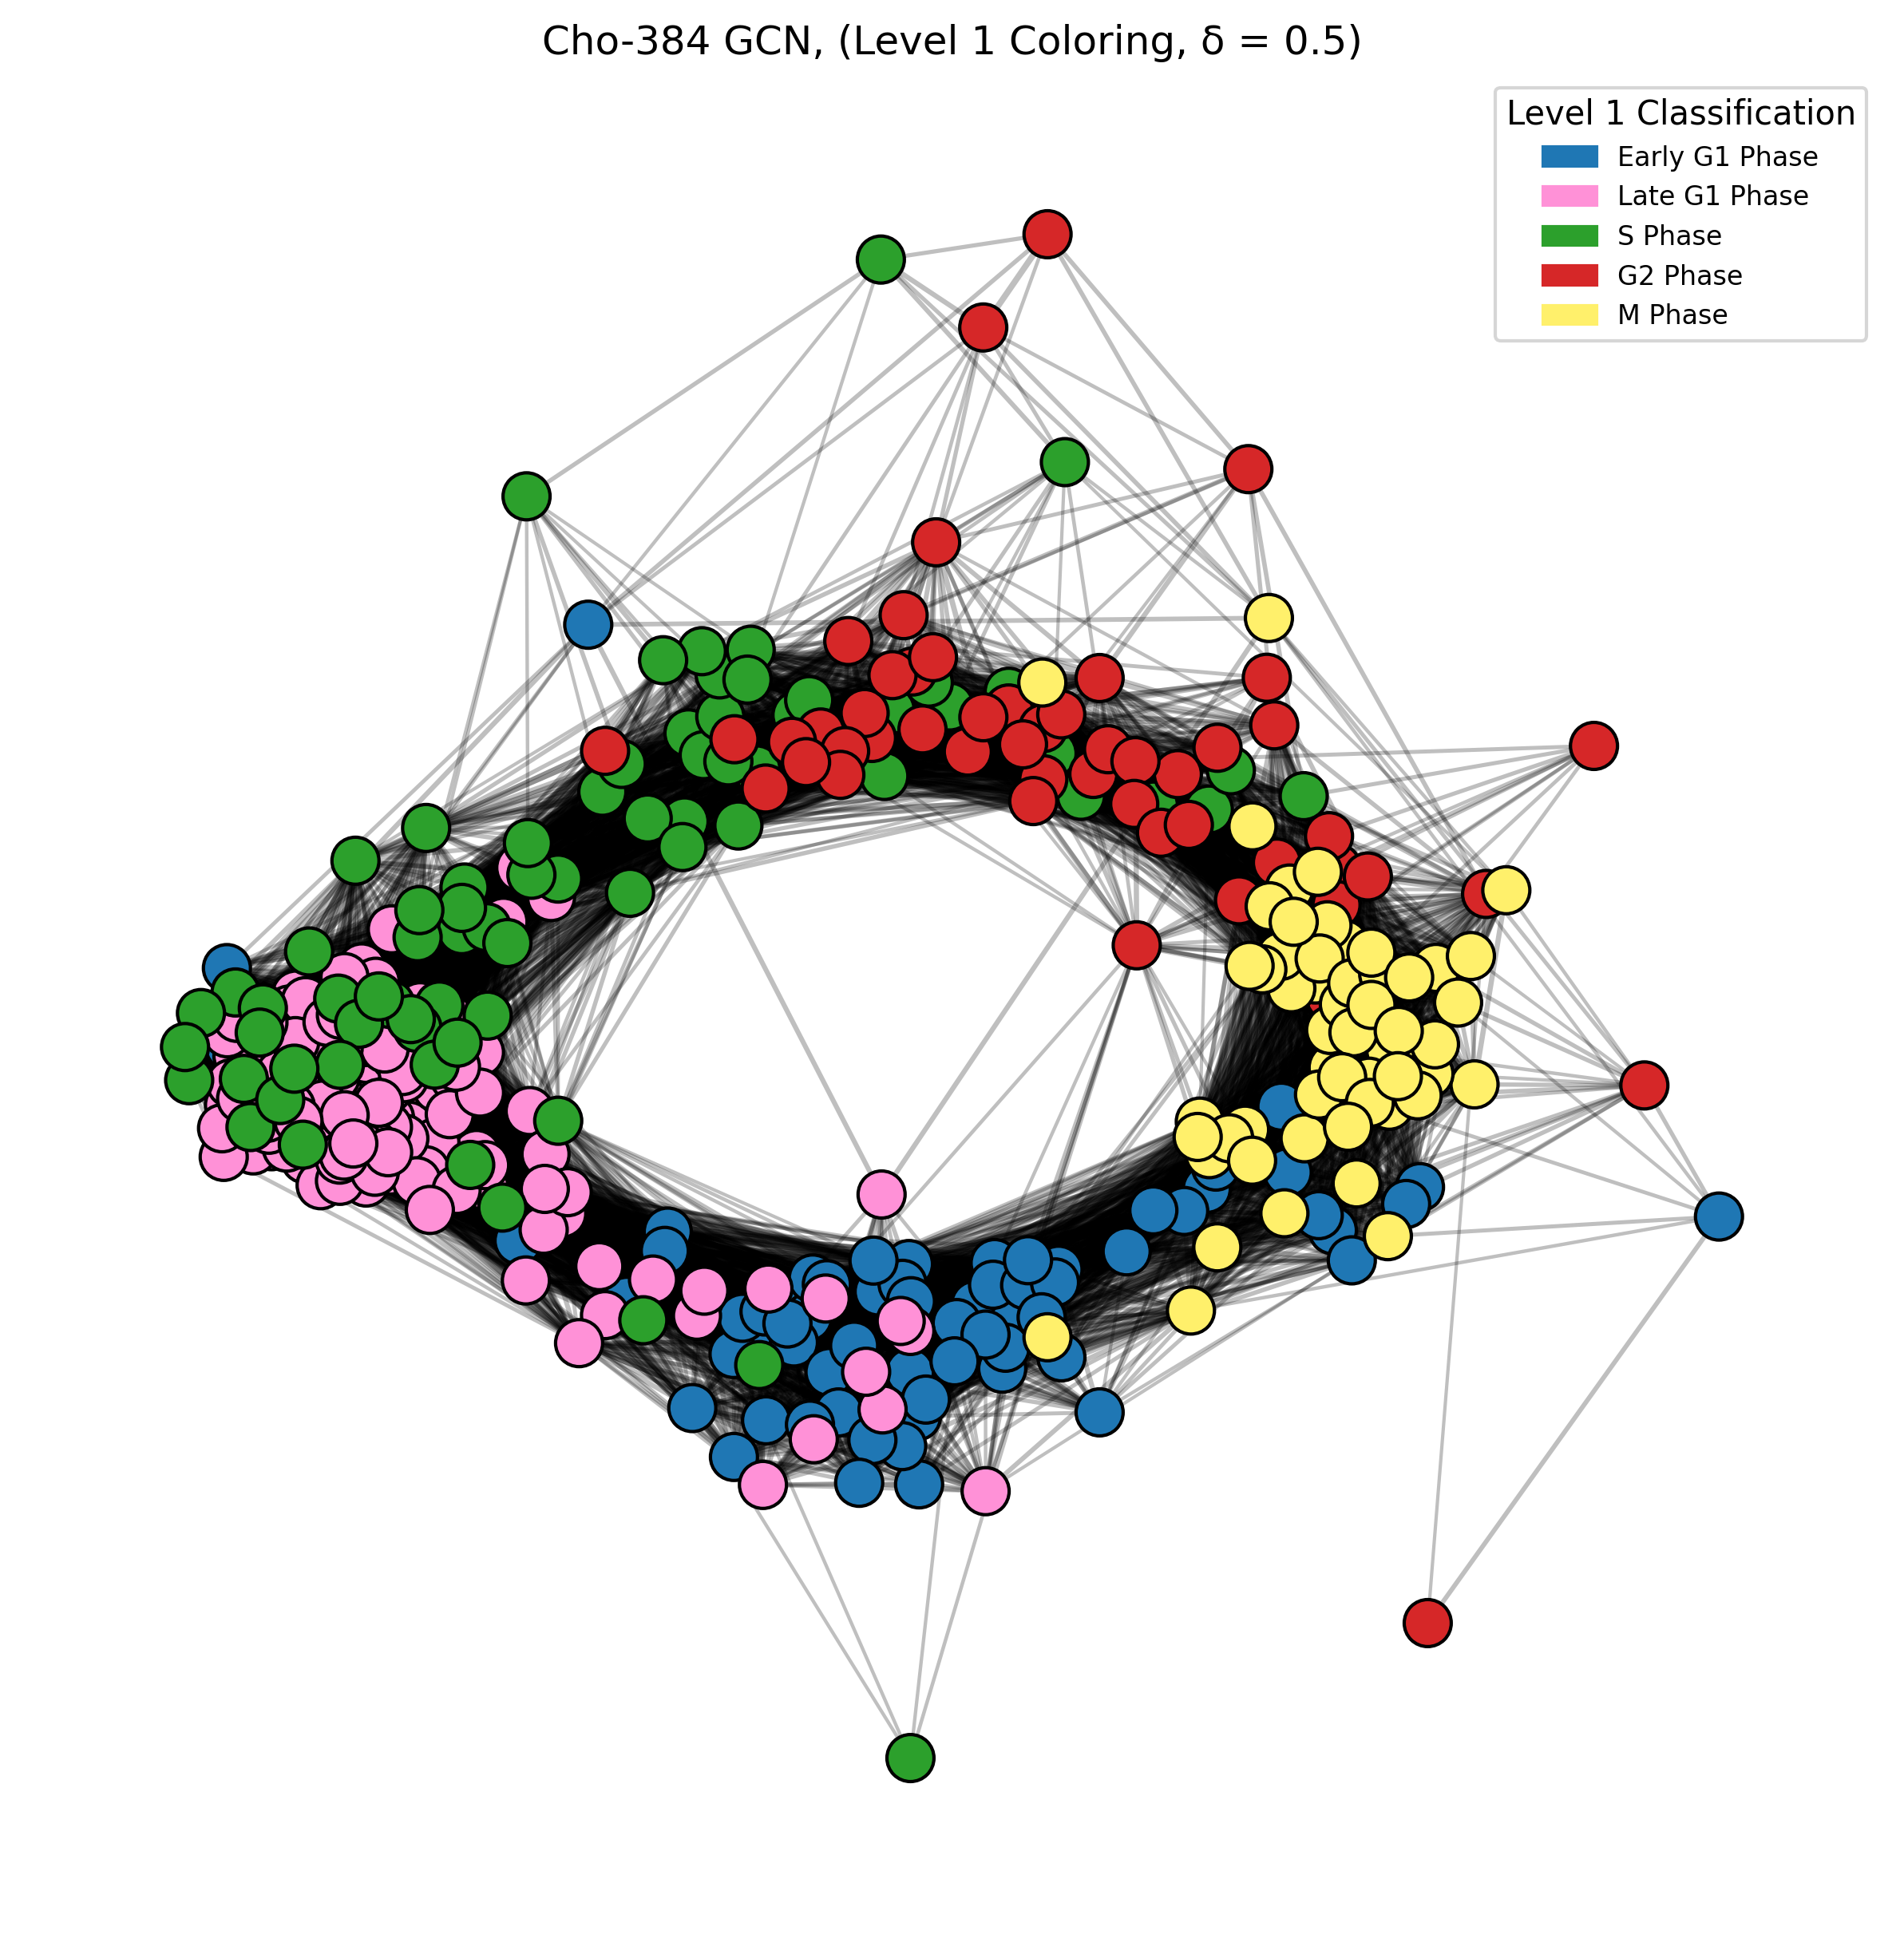 Cho-384 GCN, (Level 1 Coloring, δ = 0.5)
Level 1 Classification
Early G1 Phase
Late G1 Phase
S Phase
G2 Phase
M Phase